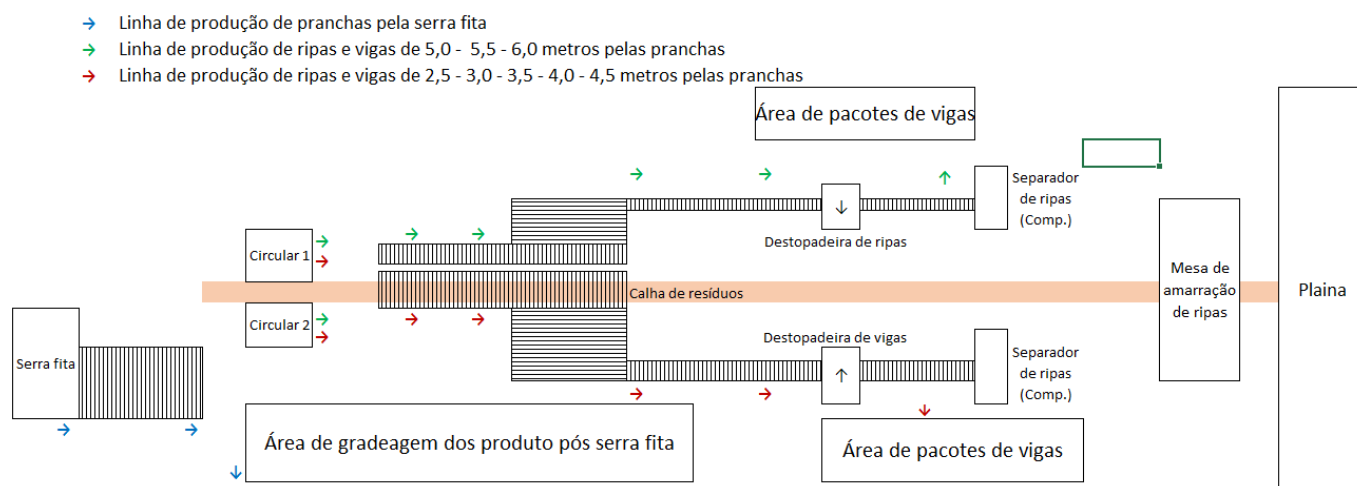 Linha de produção de pranchas pela serra fita
Linha de produção de ripas e vigas de 5,0 - 5,5 - 6,0 metros pelas pranchas
Linha de produção de ripas e vigas de 2,5 - 3,0 - 3,5 - 4,0 - 4,5 metros pelas pranchas
Área de pacotes de vigas
Separador
de ripas
(Comp.)
Destopadeira de ripas
Circular 1
Calha de resíduos
Mesa de
amarração
de ripas
Plaina
Circular 2
Destopadeira de vigas
Serra fita
Separador
de ripas
(Comp.)
Área de gradeagem dos produto pós serra fita
Área de pacotes de vigas